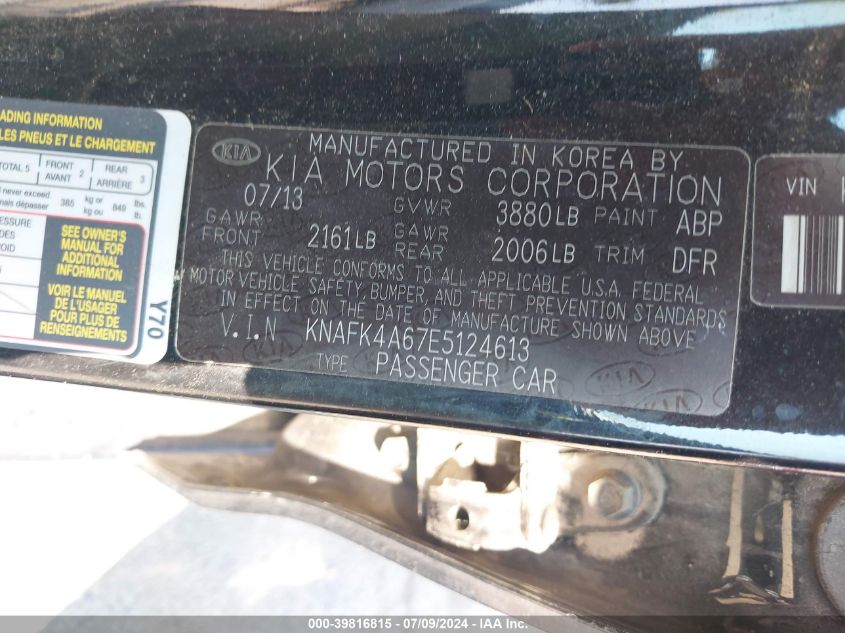 ADING INFORMATION
LES PNEUS ET LE CHARGEMENT
TOTAL 5 FRONT AVANT 2 REAR ARRIÈRE 3
never exceed
mais dépasser 385 kg or kg ou 849 lbs. lb.
SEE OWNER'S
MANUAL FOR
ADDITIONAL
INFORMATION
VOIR LE MANUEL
DE L'USAGER
POUR PLUS DE
RENSEIGNEMENTS
Y70
KIA
MANUFACTURED IN KOREA BY
KIA MOTORS CORPORATION
07/13 GVWR 3880LB PAINT ABP
GAWR FRONT 2161LB GAWR REAR 2006LB TRIM DFR
THIS VEHICLE CONFORMS TO ALL APPLICABLE U.S.A. FEDERAL
MOTOR VEHICLE SAFETY, BUMPER, AND THEFT PREVENTION STANDARDS
IN EFFECT ON THE DATE OF MANUFACTURE SHOWN ABOVE
V.I.N KNAFK4A67E5124613
TYPE PASSENGER CAR
VIN K
000-39816815 - 07/09/2024 - IAA Inc.